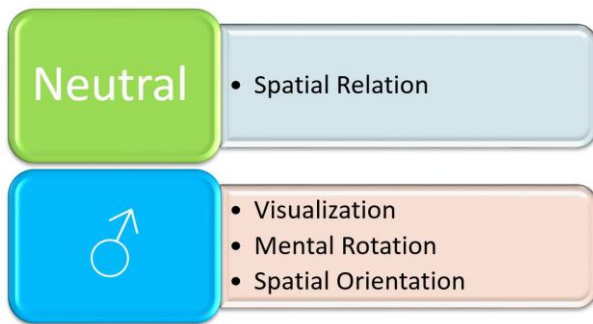 Neutral
• Spatial Relation
♂
• Visualization
• Mental Rotation
• Spatial Orientation